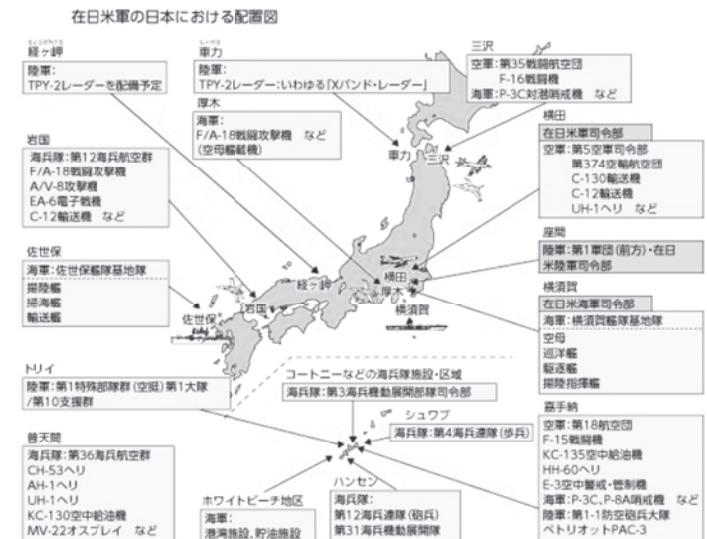 在日米軍の日本における配置図
経ヶ岬
陸軍:
TPY-2レーダーを配備予定
車力
陸軍:
TPY-2レーダー:いわゆる「Xバンド・レーダー」
三沢
空軍:第35戦闘航空団
F-16戦闘機
海軍:P-3C対潜哨戒機 など
厚木
海軍:
F/A-18戦闘攻撃機 など
(空母艦載機)
横田
在日米軍司令部
空軍:第5空軍司令部
第374空輸航空団
C-130輸送機
C-12輸送機
UH-1ヘリ など
岩国
海兵隊:第12海兵航空群
F/A-18戦闘攻撃機
A/V-8攻撃機
EA-6電子戦機
C-12輸送機 など
車力
三沢
座間
陸軍:第1軍団(前方)・在日
米陸軍司令部
佐世保
海軍:佐世保艦隊基地隊
揚陸艦
掃海艦
輸送艦
経ヶ岬
横田
厚木
岩国
佐世保
横須賀
横須賀
在日米海軍司令部
海軍:横須賀艦隊基地隊
空母
巡洋艦
駆逐艦
揚陸指揮艦
トリイ
陸軍:第1特殊部隊群(空挺)第1大隊
/第10支援群
コートニーなどの海兵隊施設・区域
海兵隊:第3海兵機動展開部隊司令部
シュワブ
海兵隊:第4海兵連隊(歩兵)
嘉手納
空軍:第18航空団
F-15戦闘機
KC-135空中給油機
HH-60ヘリ
E-3空中警戒・管制機
海軍:P-3C、P-8A哨戒機 など
陸軍:第1-1防空砲兵大隊
ペトリオットPAC-3
普天間
海兵隊:第36海兵航空群
CH-53ヘリ
AH-1ヘリ
UH-1ヘリ
KC-130空中給油機
MV-22オスプレイ など
ホワイトビーチ地区
海軍:
港湾施設、貯油施設
ハンセン
海兵隊:
第12海兵連隊(砲兵)
第31海兵機動展開隊